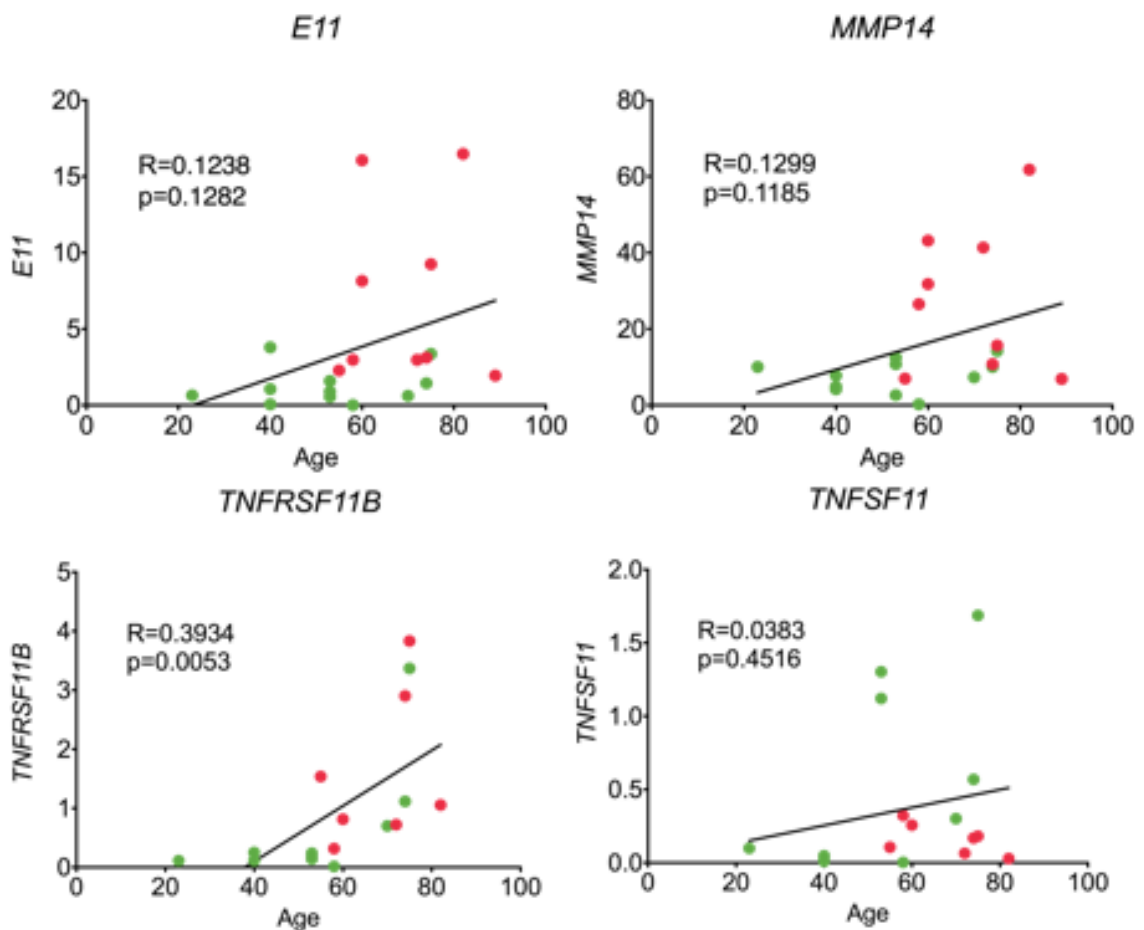 E11
20
15
10
5
0
E11
R=0.1238
p=0.1282
0 20 40 60 80 100
Age
MMP14
80
60
40
20
0
MMP14
R=0.1299
p=0.1185
0 20 40 60 80 100
Age
TNFRSF11B
5
4
3
2
1
0
TNFRSF11B
R=0.3934
p=0.0053
0 20 40 60 80 100
Age
TNFSF11
2.0
1.5
1.0
0.5
0.0
TNFSF11
R=0.0383
p=0.4516
0 20 40 60 80 100
Age